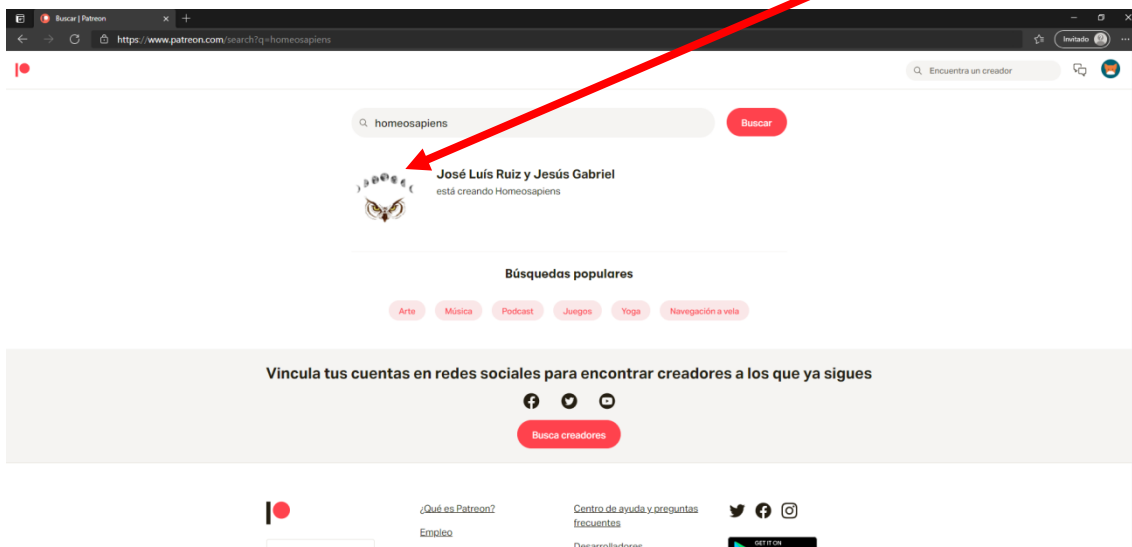 Buscar | Patreon
https://www.patreon.com/search?q=homeosapiens
Invitado
Encuentra un creador
homeosapiens
Buscar
José Luís Ruiz y Jesús Gabriel
está creando Homeosapiens
Búsquedas populares
Arte Música Podcast Juegos Yoga Navegación a vela
Vincula tus cuentas en redes sociales para encontrar creadores a los que ya sigues
Busca creadores
¿Qué es Patreon?
Centro de ayuda y preguntas
frecuentes
Empleo
Desarrolladores
GET IT ON